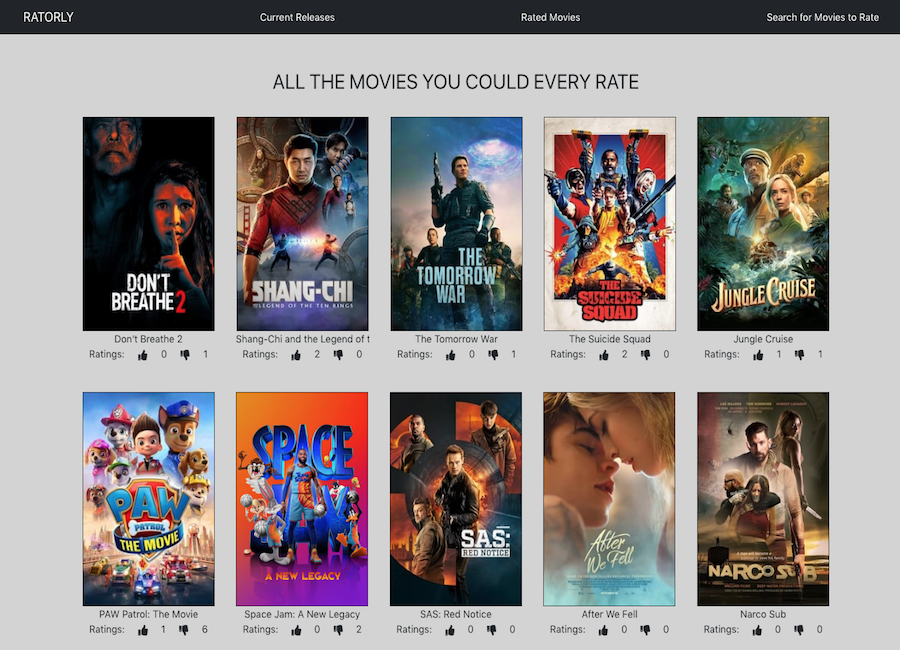 RATORLY Current Releases Rated Movies Search for Movies to Rate
ALL THE MOVIES YOU COULD EVERY RATE
DON'T
BREATHE 2
SHANG-CHI
AND THE LEGEND OF THE TEN RINGS
THE
TOMORROW
WAR
THE
SUICIDE
SQUAD
JUNGLE CRUISE
Don't Breathe 2 Shang-Chi and the Legend of t The Tomorrow War The Suicide Squad Jungle Cruise
Ratings: 0 1 Ratings: 2 0 Ratings: 0 1 Ratings: 2 0 Ratings: 1 1
PAW
PATROL
THE MOVIE
SPACE
JAM
A NEW LEGACY
SAS:
RED NOTICE
After
We Fell
NARCO SUB
PAW Patrol: The Movie Space Jam: A New Legacy SAS: Red Notice After We Fell Narco Sub
Ratings: 1 6 Ratings: 0 2 Ratings: 0 0 Ratings: 0 0 Ratings: 0 0